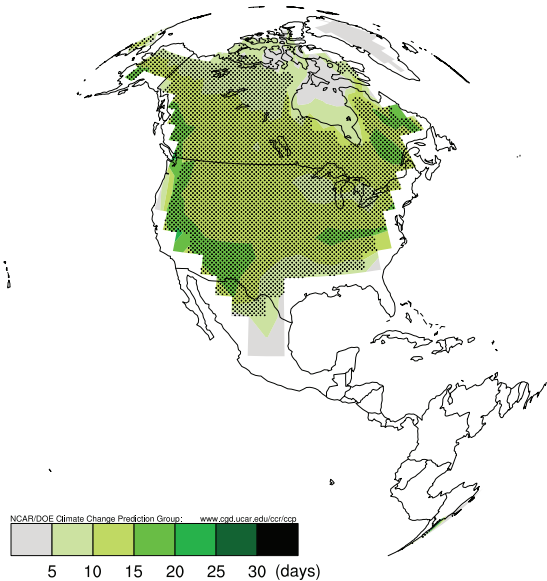 NCAR/DOE Climate Change Prediction Group: www.cgd.ucar.edu/ccr/ccp
5 10 15 20 25 30 (days)